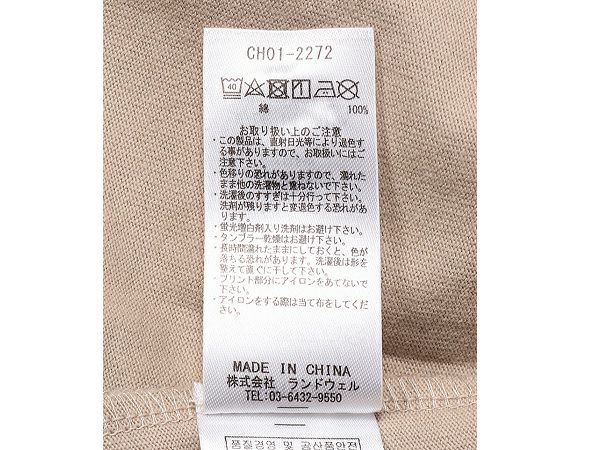 CH01-2272
40
綿 100%
お取り扱い上のご注意
・この製品は、直射日光等により退色す
る事がありますので、お取扱いにはご
注意下さい。
・色移りの恐れがありますので、濡れた
まま他の洗濯物と重ねないで下さい。
・洗濯後のすすぎは十分行って下さい。
洗剤が残りますと変退色する恐れがあ
ります。
・蛍光増白剤入り洗剤はお避け下さい。
・タンブラー乾燥はお避け下さい。
・長時間濡れたままにしておくと、色が
落ちる恐れがあります。洗濯後は形を
整えて直ぐに干して下さい。
・プリント部分にアイロンをあてないで
下さい。
・アイロンをする際は当て布をしてくだ
さい。
MADE IN CHINA
株式会社 ランドウェル
TEL:03-6432-9550
품질경영 및 공산품안전